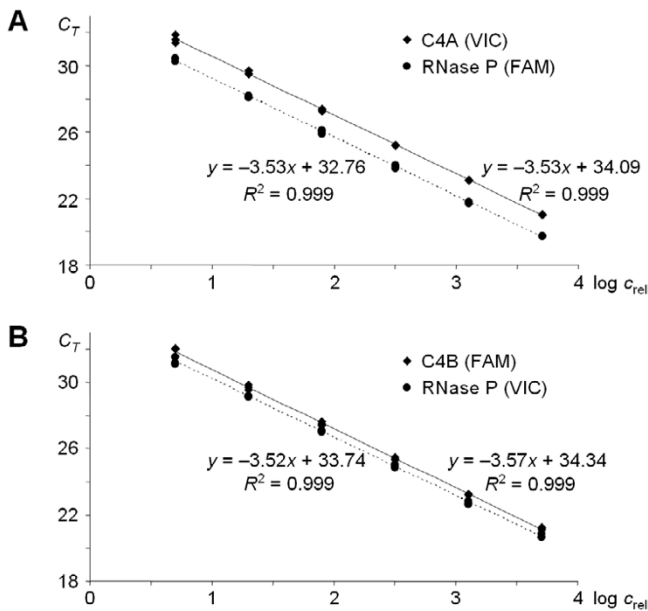 A
C_T
C4A (VIC)
RNase P (FAM)
30
26
22
18
y = –3.53x + 32.76
R² = 0.999
y = –3.53x + 34.09
R² = 0.999
0 1 2 3 4 log c_rel
B
C_T
C4B (FAM)
RNase P (VIC)
30
26
22
18
y = –3.52x + 33.74
R² = 0.999
y = –3.57x + 34.34
R² = 0.999
0 1 2 3 4 log c_rel